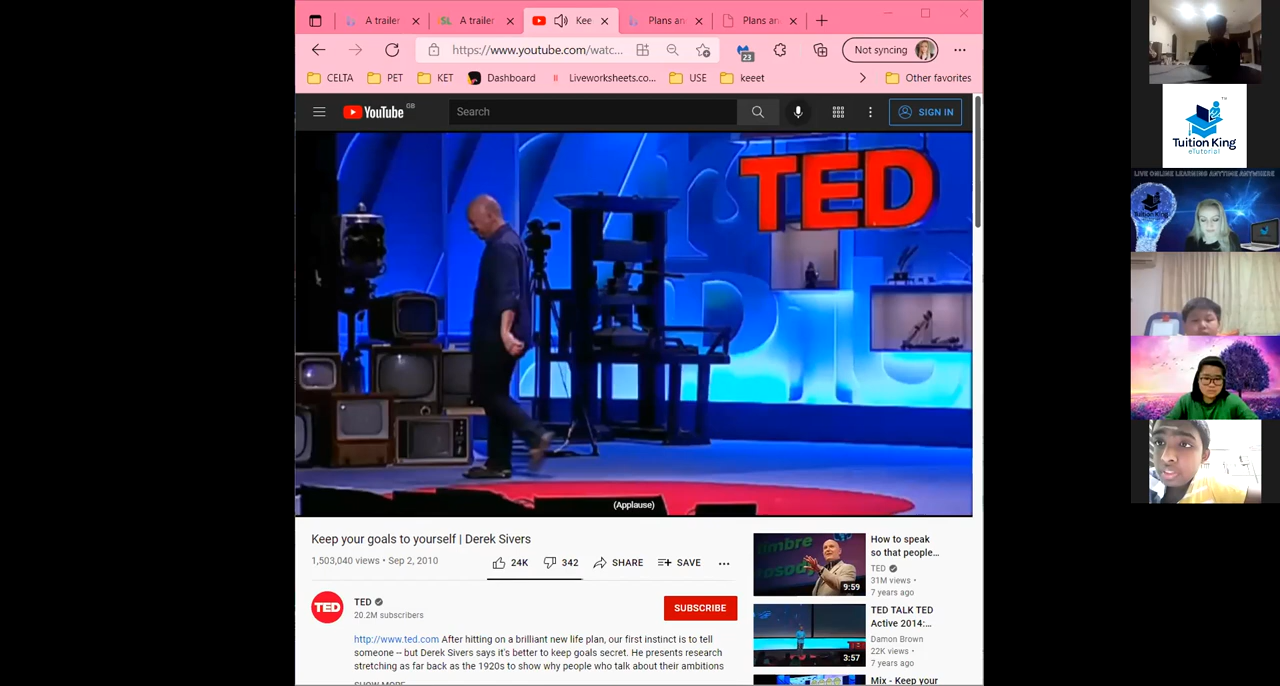 A trailer
A trailer
Kee
Plans an
Plans an
https://www.youtube.com/watc...
23
Not syncing
CELTA
PET
KET
Dashboard
Liveworksheets.co...
USE
keeet
Other favorites
YouTube GB
Search
SIGN IN
TED
(Applause)
Keep your goals to yourself | Derek Sivers
1,503,040 views • Sep 2, 2010
24K
342
SHARE
SAVE
TED
TED
20.2M subscribers
SUBSCRIBE
http://www.ted.com After hitting on a brilliant new life plan, our first instinct is to tell
someone -- but Derek Sivers says it's better to keep goals secret. He presents research
stretching as far back as the 1920s to show why people who talk about their ambitions
SHOW MORE
9:59
How to speak
so that people...
TED
31M views •
7 years ago
3:57
TED TALK TED
Active 2014:...
Damon Brown
22K views •
7 years ago
Mix - Keep your
Tuition King
eTutorial
LIVE ONLINE LEARNING ANYTIME ANYWHERE
Tuition King